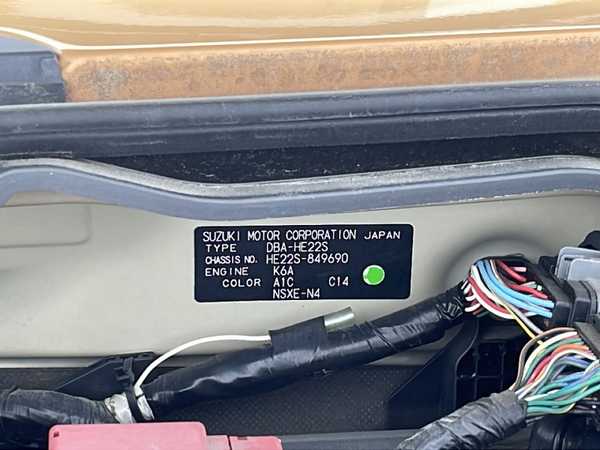 SUZUKI MOTOR CORPORATION JAPAN
TYPE DBA-HE22S
CHASSIS NO. HE22S-849690
ENGINE K6A
COLOR A1C C14
NSXE-N4